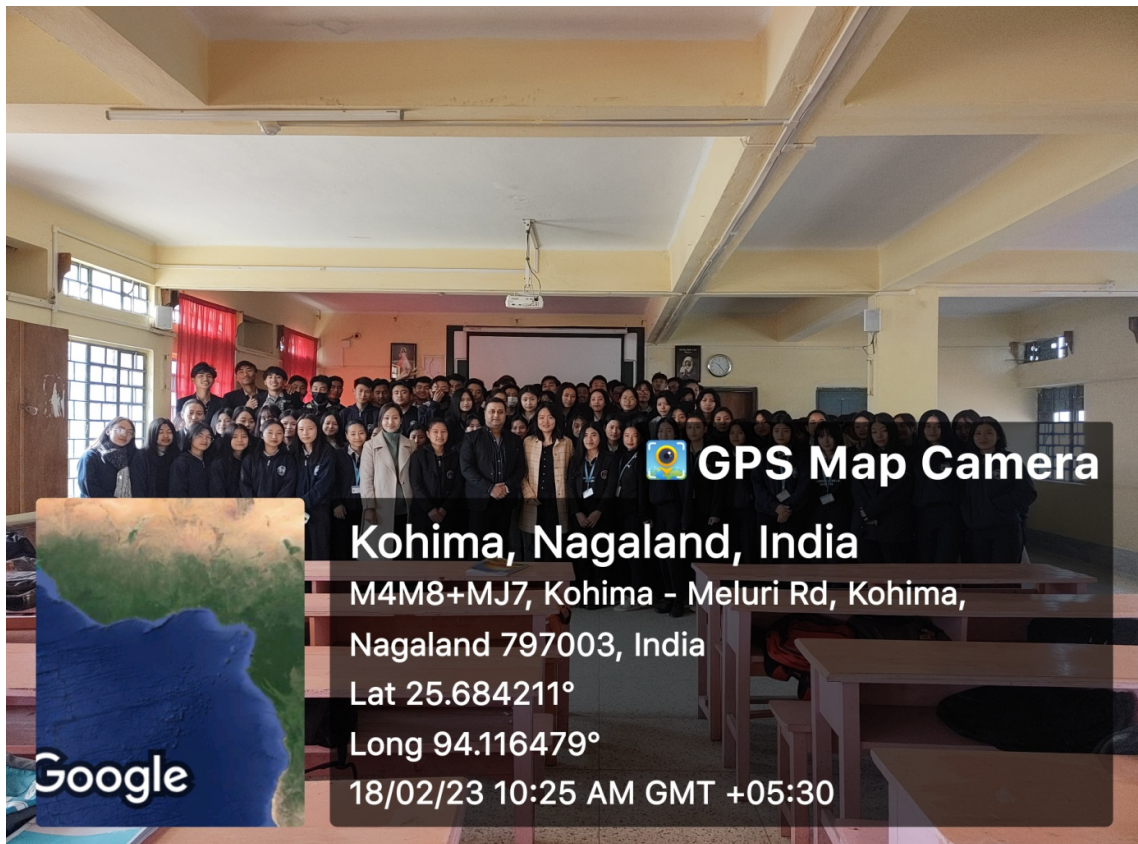 GPS Map Camera
Kohima, Nagaland, India
M4M8+MJ7, Kohima - Meluri Rd, Kohima,
Nagaland 797003, India
Lat 25.684211°
Long 94.116479°
18/02/23 10:25 AM GMT +05:30
Google